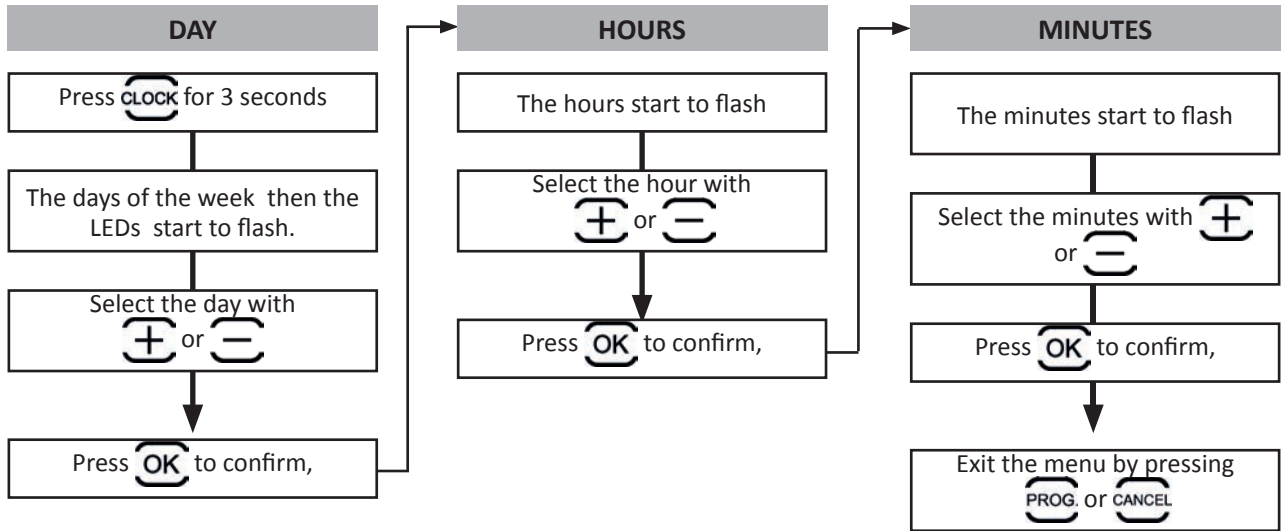 DAY
Press CLOCK for 3 seconds
The days of the week then the
LEDs start to flash.
Select the day with
+ or −
Press OK to confirm,
HOURS
The hours start to flash
Select the hour with
+ or −
Press OK to confirm,
MINUTES
The minutes start to flash
Select the minutes with +
or −
Press OK to confirm,
Exit the menu by pressing
PROG. or CANCEL